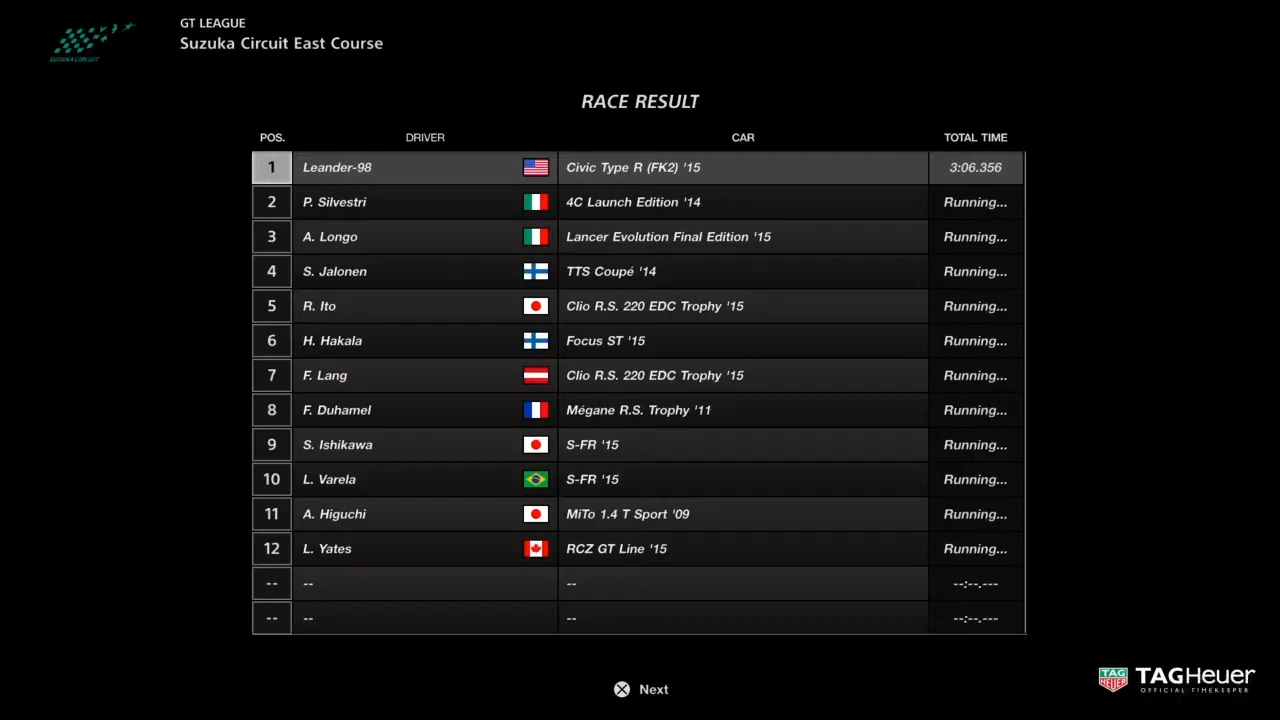 GT LEAGUE
Suzuka Circuit East Course
SUZUKA CIRCUIT
RACE RESULT
POS. DRIVER CAR TOTAL TIME
1 Leander-98 Civic Type R (FK2) '15 3:06.356
2 P. Silvestri 4C Launch Edition '14 Running...
3 A. Longo Lancer Evolution Final Edition '15 Running...
4 S. Jalonen TTS Coupé '14 Running...
5 R. Ito Clio R.S. 220 EDC Trophy '15 Running...
6 H. Hakala Focus ST '15 Running...
7 F. Lang Clio R.S. 220 EDC Trophy '15 Running...
8 F. Duhamel Mégane R.S. Trophy '11 Running...
9 S. Ishikawa S-FR '15 Running...
10 L. Varela S-FR '15 Running...
11 A. Higuchi MiTo 1.4 T Sport '09 Running...
12 L. Yates RCZ GT Line '15 Running...
-- -- -- --:--.---
-- -- -- --:--.---
Next
TAG HEUER
TAGHeuer
OFFICIAL TIMEKEEPER